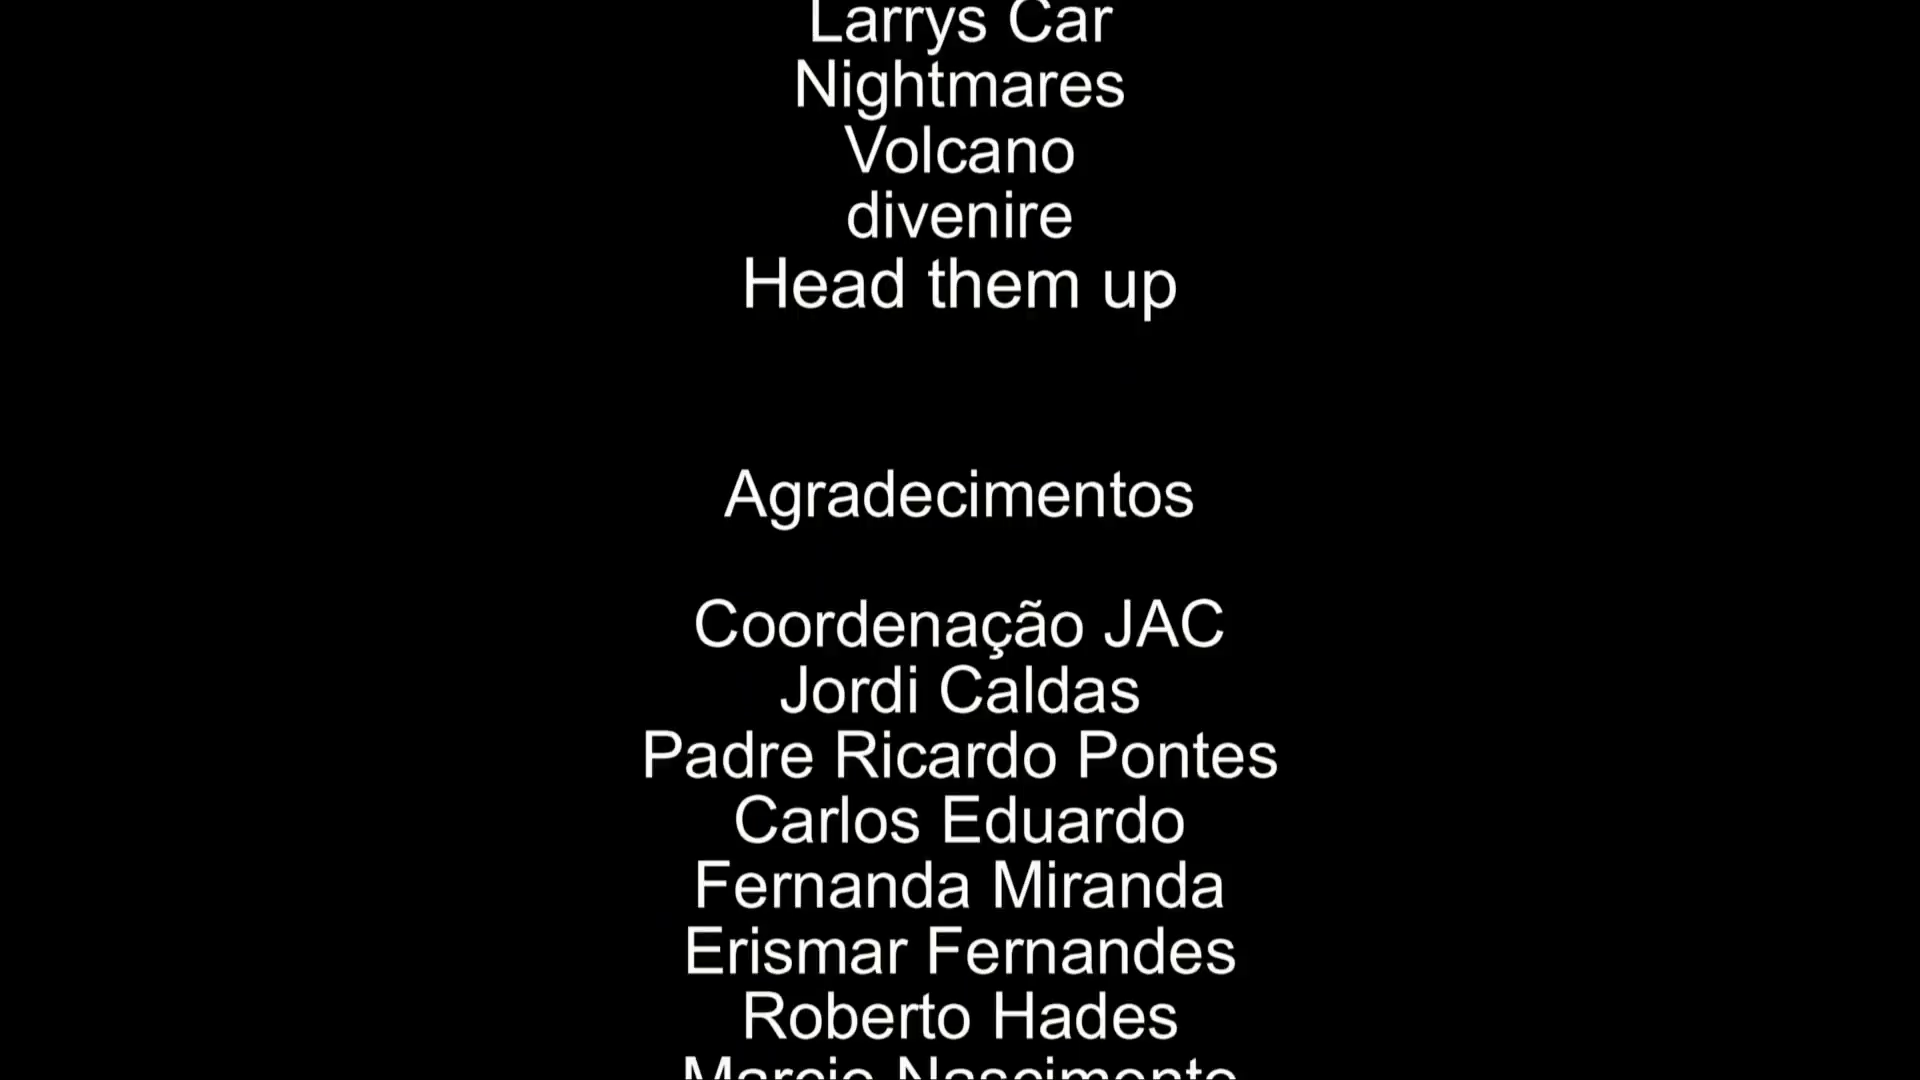 Larrys Car
Nightmares
Volcano
divenire
Head them up
Agradecimentos
Coordenação JAC
Jordi Caldas
Padre Ricardo Pontes
Carlos Eduardo
Fernanda Miranda
Erismar Fernandes
Roberto Hades
Nascimento